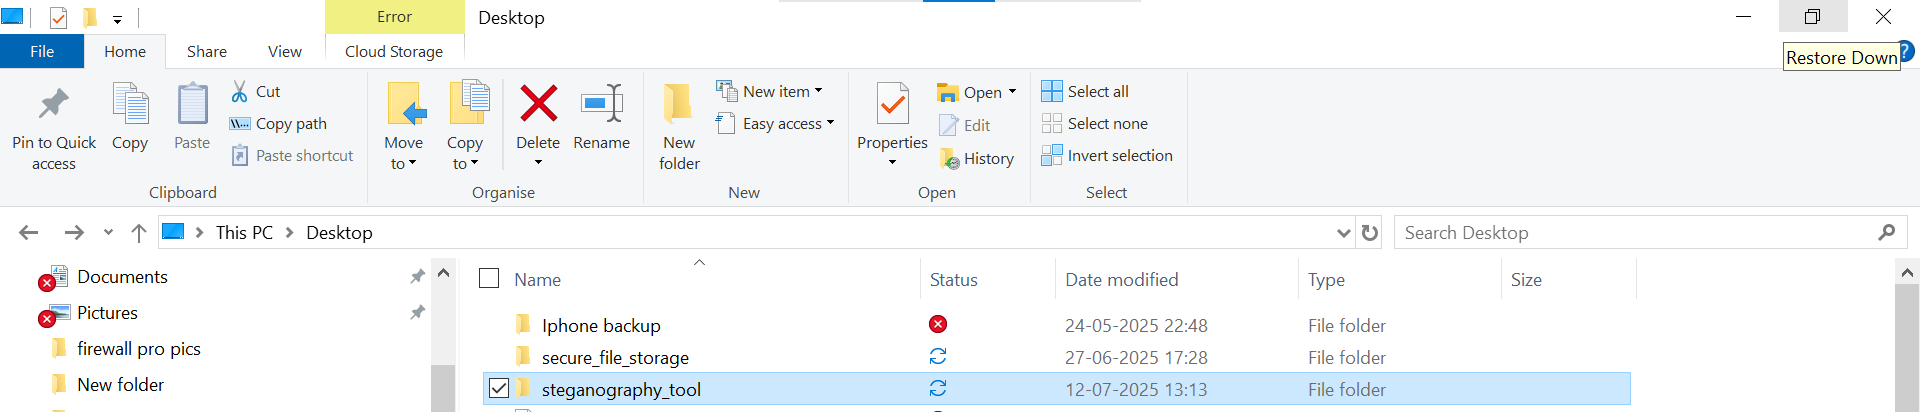 Error
Desktop
File
Home
Share
View
Cloud Storage
Restore Down
?
Pin to Quick access
Copy
Paste
Cut
Copy path
Paste shortcut
Clipboard
Move to
Copy to
Delete
Rename
Organise
New folder
New item
Easy access
New
Properties
Open
Edit
History
Open
Select all
Select none
Invert selection
Select
This PC
Desktop
Search Desktop
Documents
Pictures
firewall pro pics
New folder
Name Status Date modified Type Size
Iphone backup 24-05-2025 22:48 File folder
secure_file_storage 27-06-2025 17:28 File folder
steganography_tool 12-07-2025 13:13 File folder